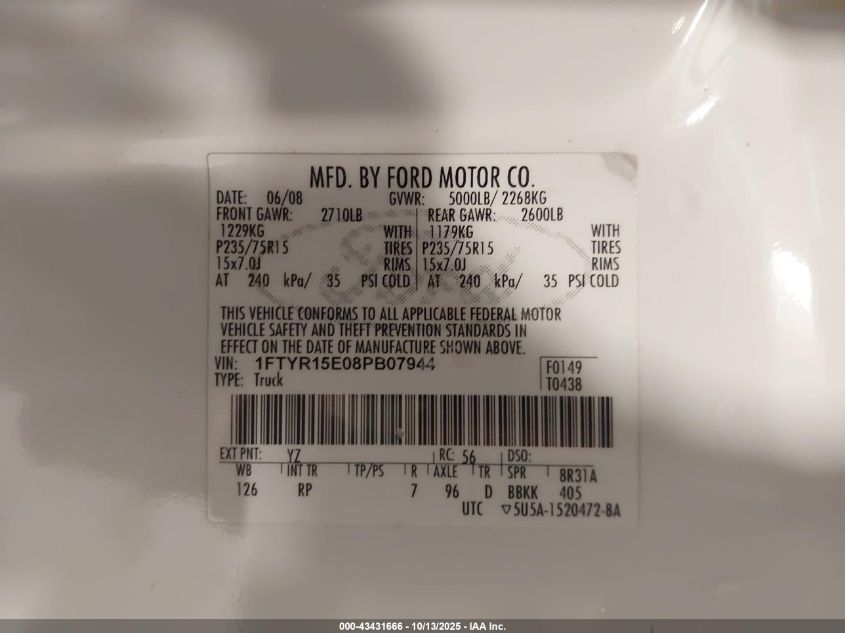 MFD. BY FORD MOTOR CO.
DATE: 06/08 GVWR: 5000LB/ 2268KG
FRONT GAWR: 2710LB REAR GAWR: 2600LB
1229KG WITH 1179KG WITH
P235/75R15 TIRES P235/75R15 TIRES
15x7.0J RIMS 15x7.0J RIMS
AT 240 kPa/ 35 PSI COLD AT 240 kPa/ 35 PSI COLD
THIS VEHICLE CONFORMS TO ALL APPLICABLE FEDERAL MOTOR
VEHICLE SAFETY AND THEFT PREVENTION STANDARDS IN
EFFECT ON THE DATE OF MANUFACTURE SHOWN ABOVE.
VIN: 1FTYR15E08PB07944 F0149
TYPE: Truck T0438
EXT PNT: YZ RC: 56 DSO:
WB INT TR TP/PS R AXLE TR SPR 8R31A
126 RP 7 96 D BBKK 405
UTC ▽5U5A-1520472-BA
Ford
000-43431666 - 10/13/2025 - IAA Inc.